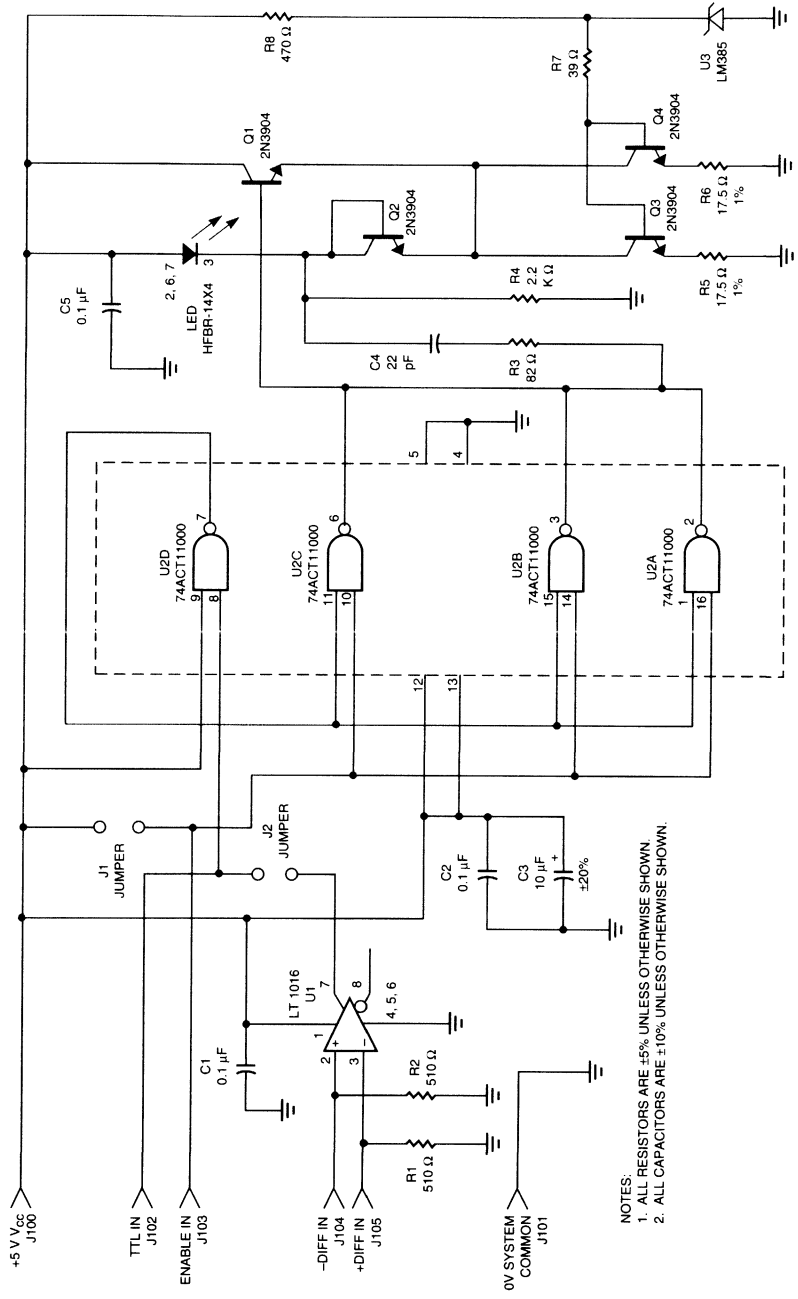 +5 V VCC
J100
TTL IN
J102
ENABLE IN
J103
–DIFF IN
J104
+DIFF IN
J105
0V SYSTEM
COMMON
J101
J1
JUMPER
J2
JUMPER
C1
0.1 µF
LT 1016
U1
1
2
3
+
–
7
8
4, 5, 6
R2
510 Ω
R1
510 Ω
C2
0.1 µF
C3
10 µF
+
±20%
12
13
U2D
74ACT11000
9
8
7
U2C
74ACT11000
11
10
6
U2B
74ACT11000
15
14
3
U2A
74ACT11000
1
16
2
5
4
C5
0.1 µF
2, 6, 7
3
LED
HFBR-14X4
C4
22
pF
R3
82 Ω
R4
2.2
K Ω
Q1
2N3904
Q2
2N3904
Q3
2N3904
Q4
2N3904
R5
17.5 Ω
1%
R6
17.5 Ω
1%
R8
470 Ω
R7
39 Ω
U3
LM385
NOTES:
1. ALL RESISTORS ARE ±5% UNLESS OTHERWISE SHOWN.
2. ALL CAPACITORS ARE ±10% UNLESS OTHERWISE SHOWN.